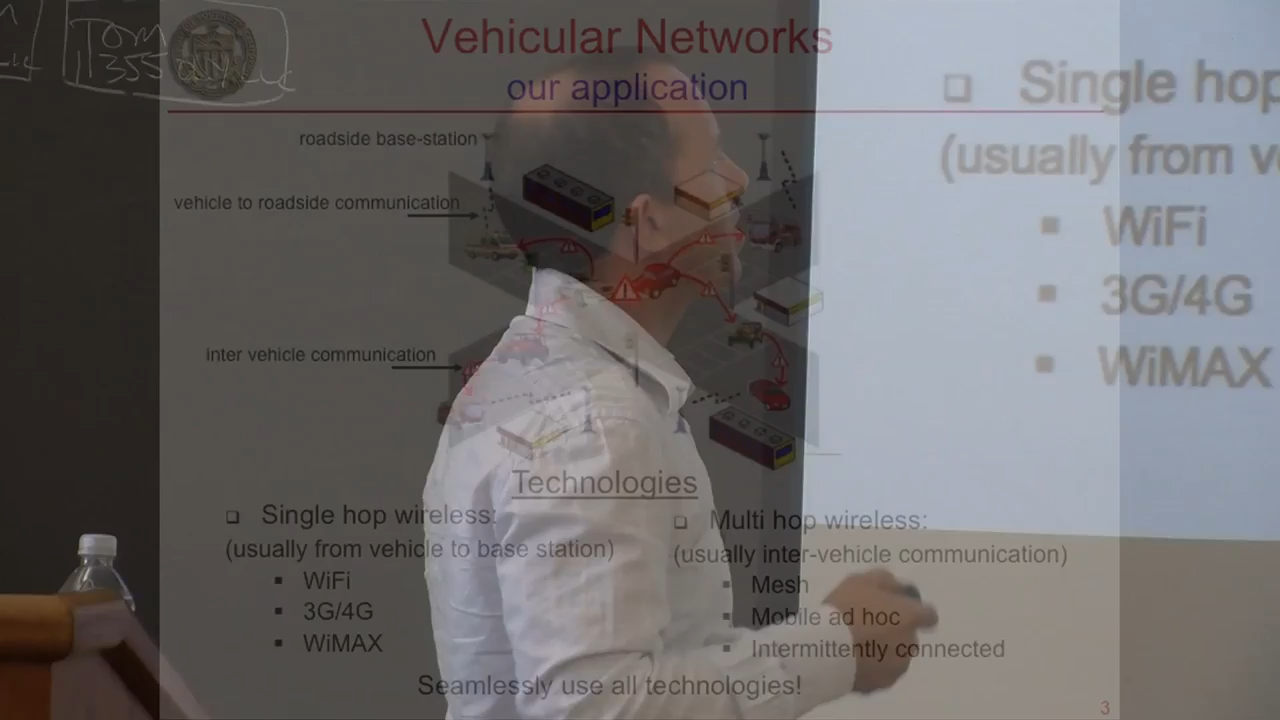 Tom
355
Vehicular Networks
our application
roadside base-station
vehicle to roadside communication
inter vehicle communication
Technologies
❑ Single hop wireless:
(usually from vehicle to base station)
▪ WiFi
▪ 3G/4G
▪ WiMAX
❑ Multi hop wireless:
(usually inter-vehicle communication)
▪ Mesh
▪ Mobile ad hoc
▪ Intermittently connected
Seamlessly use all technologies!
3
❑ Single hop
(usually from
▪ WiFi
▪ 3G/4G
▪ WiMAX